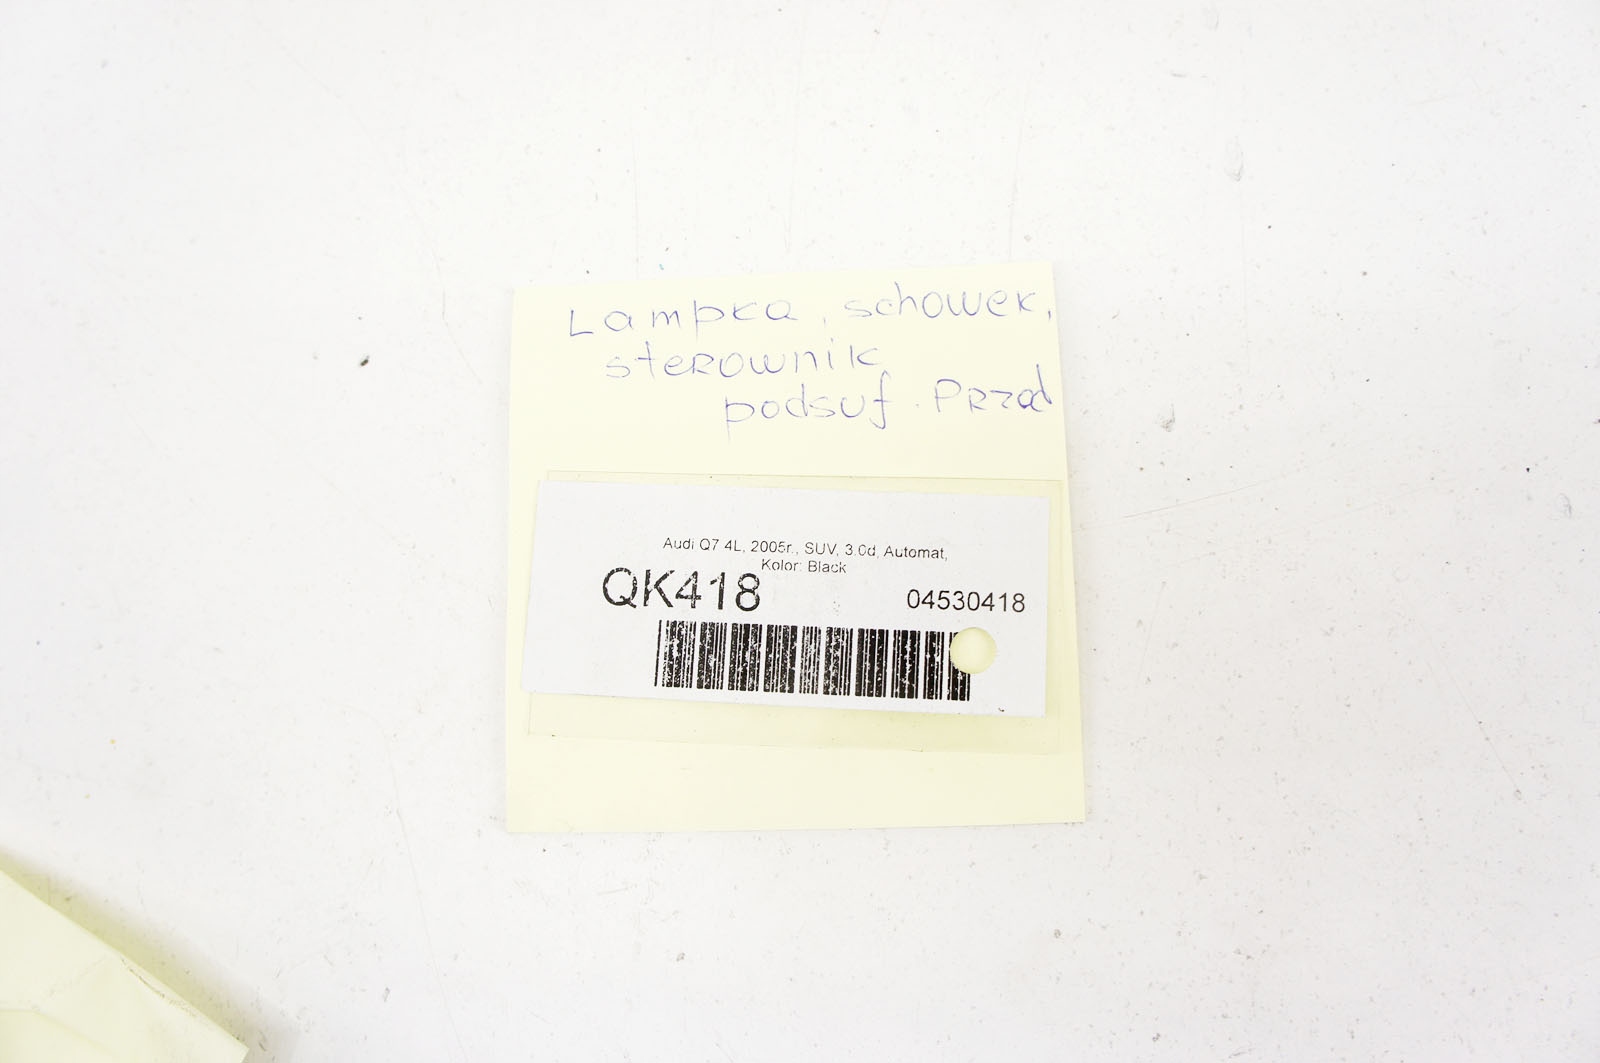 Lampka, schowek,
sterownik
podsuf. Przód
Audi Q7 4L, 2005r., SUV, 3.0d, Automat,
Kolor: Black
QK418
04530418